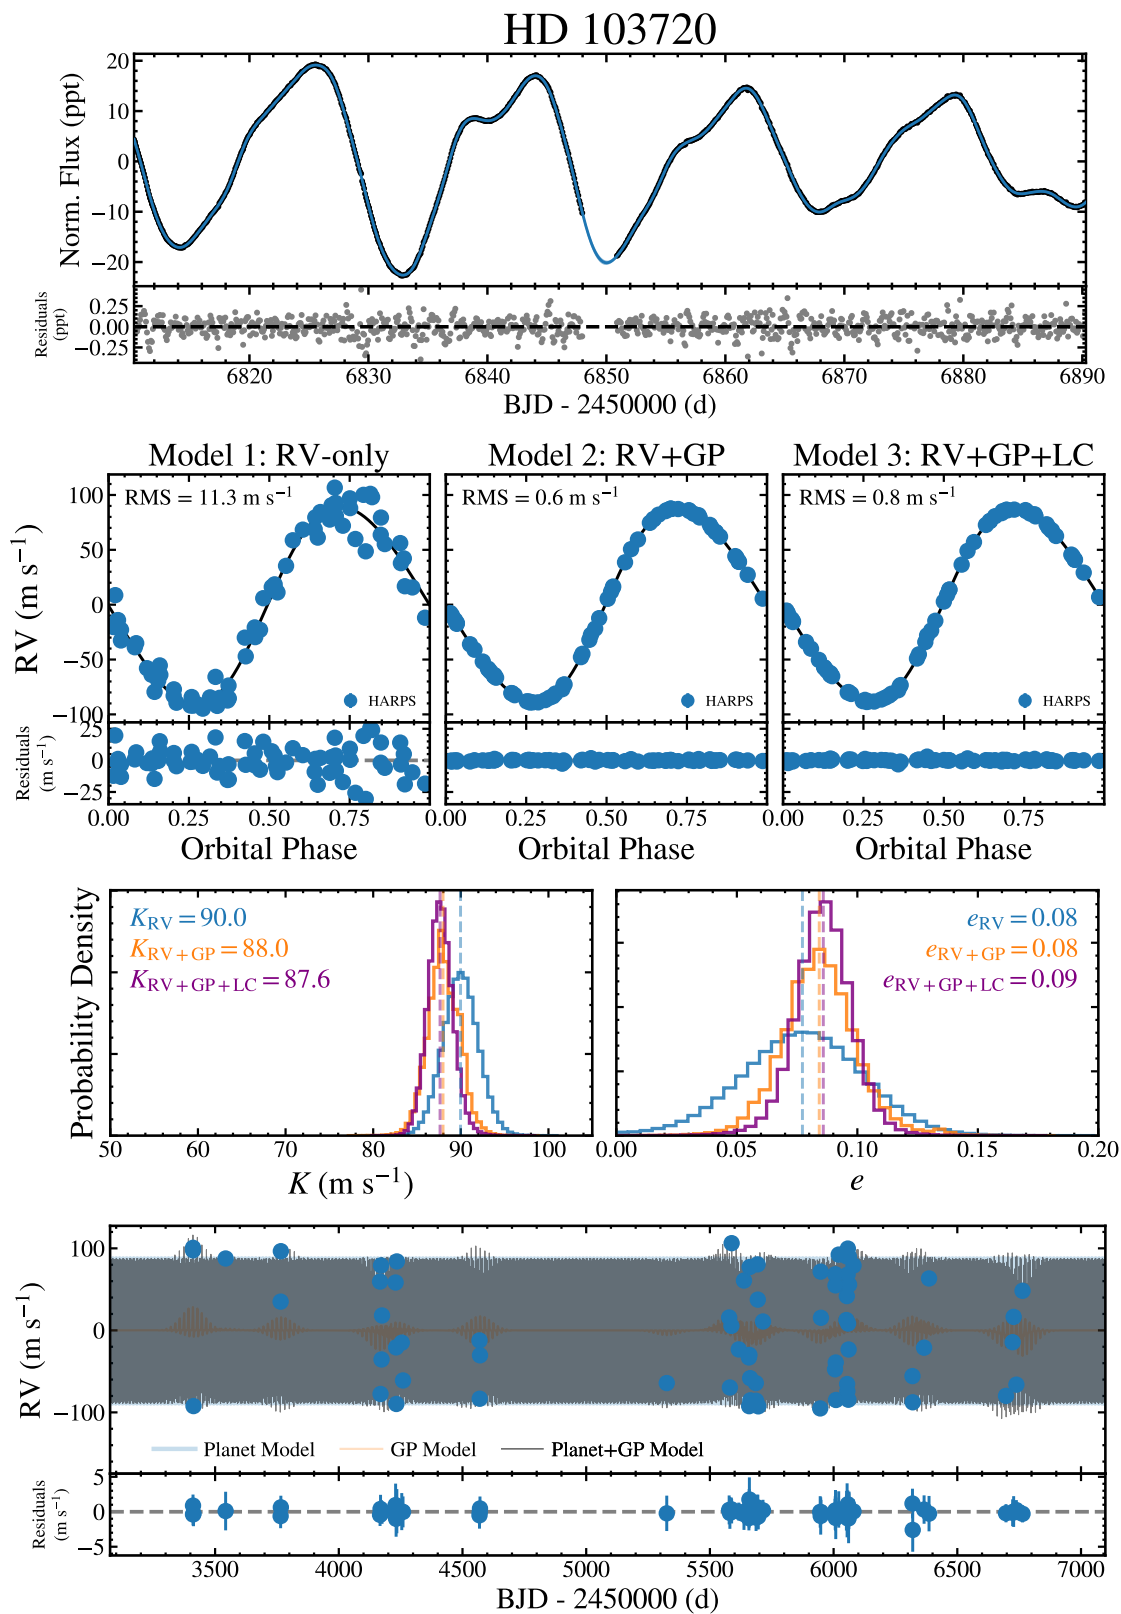 HD 103720
20
10
0
−10
−20
Norm. Flux (ppt)
0.25
0.00
−0.25
Residuals
(ppt)
6820 6830 6840 6850 6860 6870 6880 6890
BJD - 2450000 (d)
Model 1: RV-only Model 2: RV+GP Model 3: RV+GP+LC
RMS = 11.3 m s⁻¹ RMS = 0.6 m s⁻¹ RMS = 0.8 m s⁻¹
100
50
0
−50
−100
RV (m s⁻¹)
HARPS HARPS HARPS
25
0
−25
Residuals
(m s⁻¹)
0.00 0.25 0.50 0.75 0.00 0.25 0.50 0.75 0.00 0.25 0.50 0.75
Orbital Phase Orbital Phase Orbital Phase
Probability Density
K_RV = 90.0
K_RV+GP = 88.0
K_RV+GP+LC = 87.6
e_RV = 0.08
e_RV+GP = 0.08
e_RV+GP+LC = 0.09
50 60 70 80 90 100 0.00 0.05 0.10 0.15 0.20
K (m s⁻¹) e
100
0
−100
RV (m s⁻¹)
Planet Model GP Model Planet+GP Model
5
0
−5
Residuals
(m s⁻¹)
3500 4000 4500 5000 5500 6000 6500 7000
BJD - 2450000 (d)